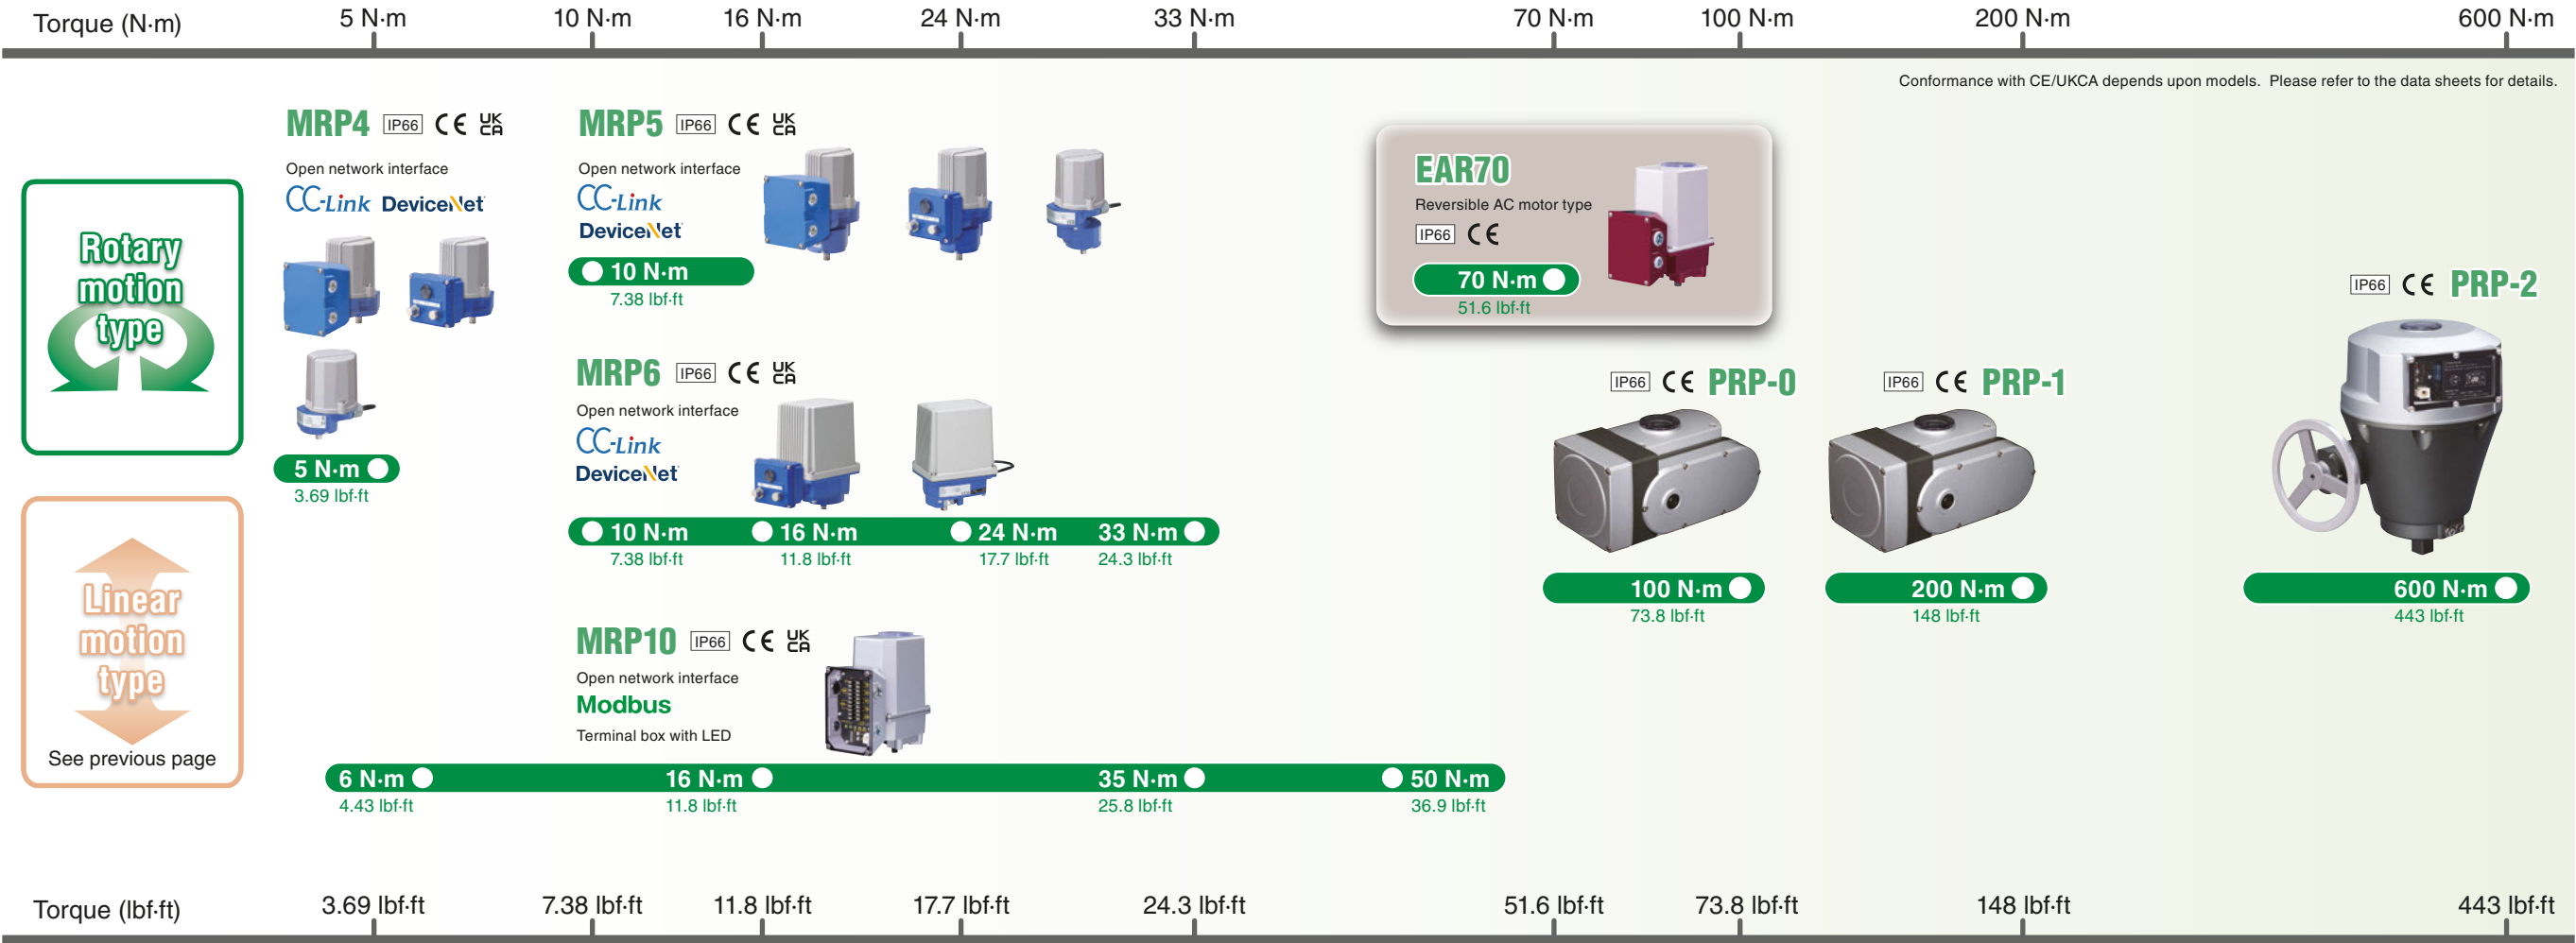 Torque (N·m)
5 N·m
10 N·m
16 N·m
24 N·m
33 N·m
70 N·m
100 N·m
200 N·m
600 N·m
Conformance with CE/UKCA depends upon models. Please refer to the data sheets for details.
Rotary
motion
type
Linear
motion
type
See previous page
MRP4 IP66 CE UK CA
Open network interface
CC-Link DeviceNet
5 N·m
3.69 lbf·ft
MRP5 IP66 CE UK CA
Open network interface
CC-Link
DeviceNet
10 N·m
7.38 lbf·ft
MRP6 IP66 CE UK CA
Open network interface
CC-Link
DeviceNet
10 N·m 16 N·m 24 N·m 33 N·m
7.38 lbf·ft 11.8 lbf·ft 17.7 lbf·ft 24.3 lbf·ft
MRP10 IP66 CE UK CA
Open network interface
Modbus
Terminal box with LED
6 N·m 16 N·m 35 N·m 50 N·m
4.43 lbf·ft 11.8 lbf·ft 25.8 lbf·ft 36.9 lbf·ft
EAR70
Reversible AC motor type
IP66 CE
70 N·m
51.6 lbf·ft
IP66 CE PRP-0
100 N·m
73.8 lbf·ft
IP66 CE PRP-1
200 N·m
148 lbf·ft
IP66 CE PRP-2
600 N·m
443 lbf·ft
Torque (lbf·ft)
3.69 lbf·ft
7.38 lbf·ft
11.8 lbf·ft
17.7 lbf·ft
24.3 lbf·ft
51.6 lbf·ft
73.8 lbf·ft
148 lbf·ft
443 lbf·ft